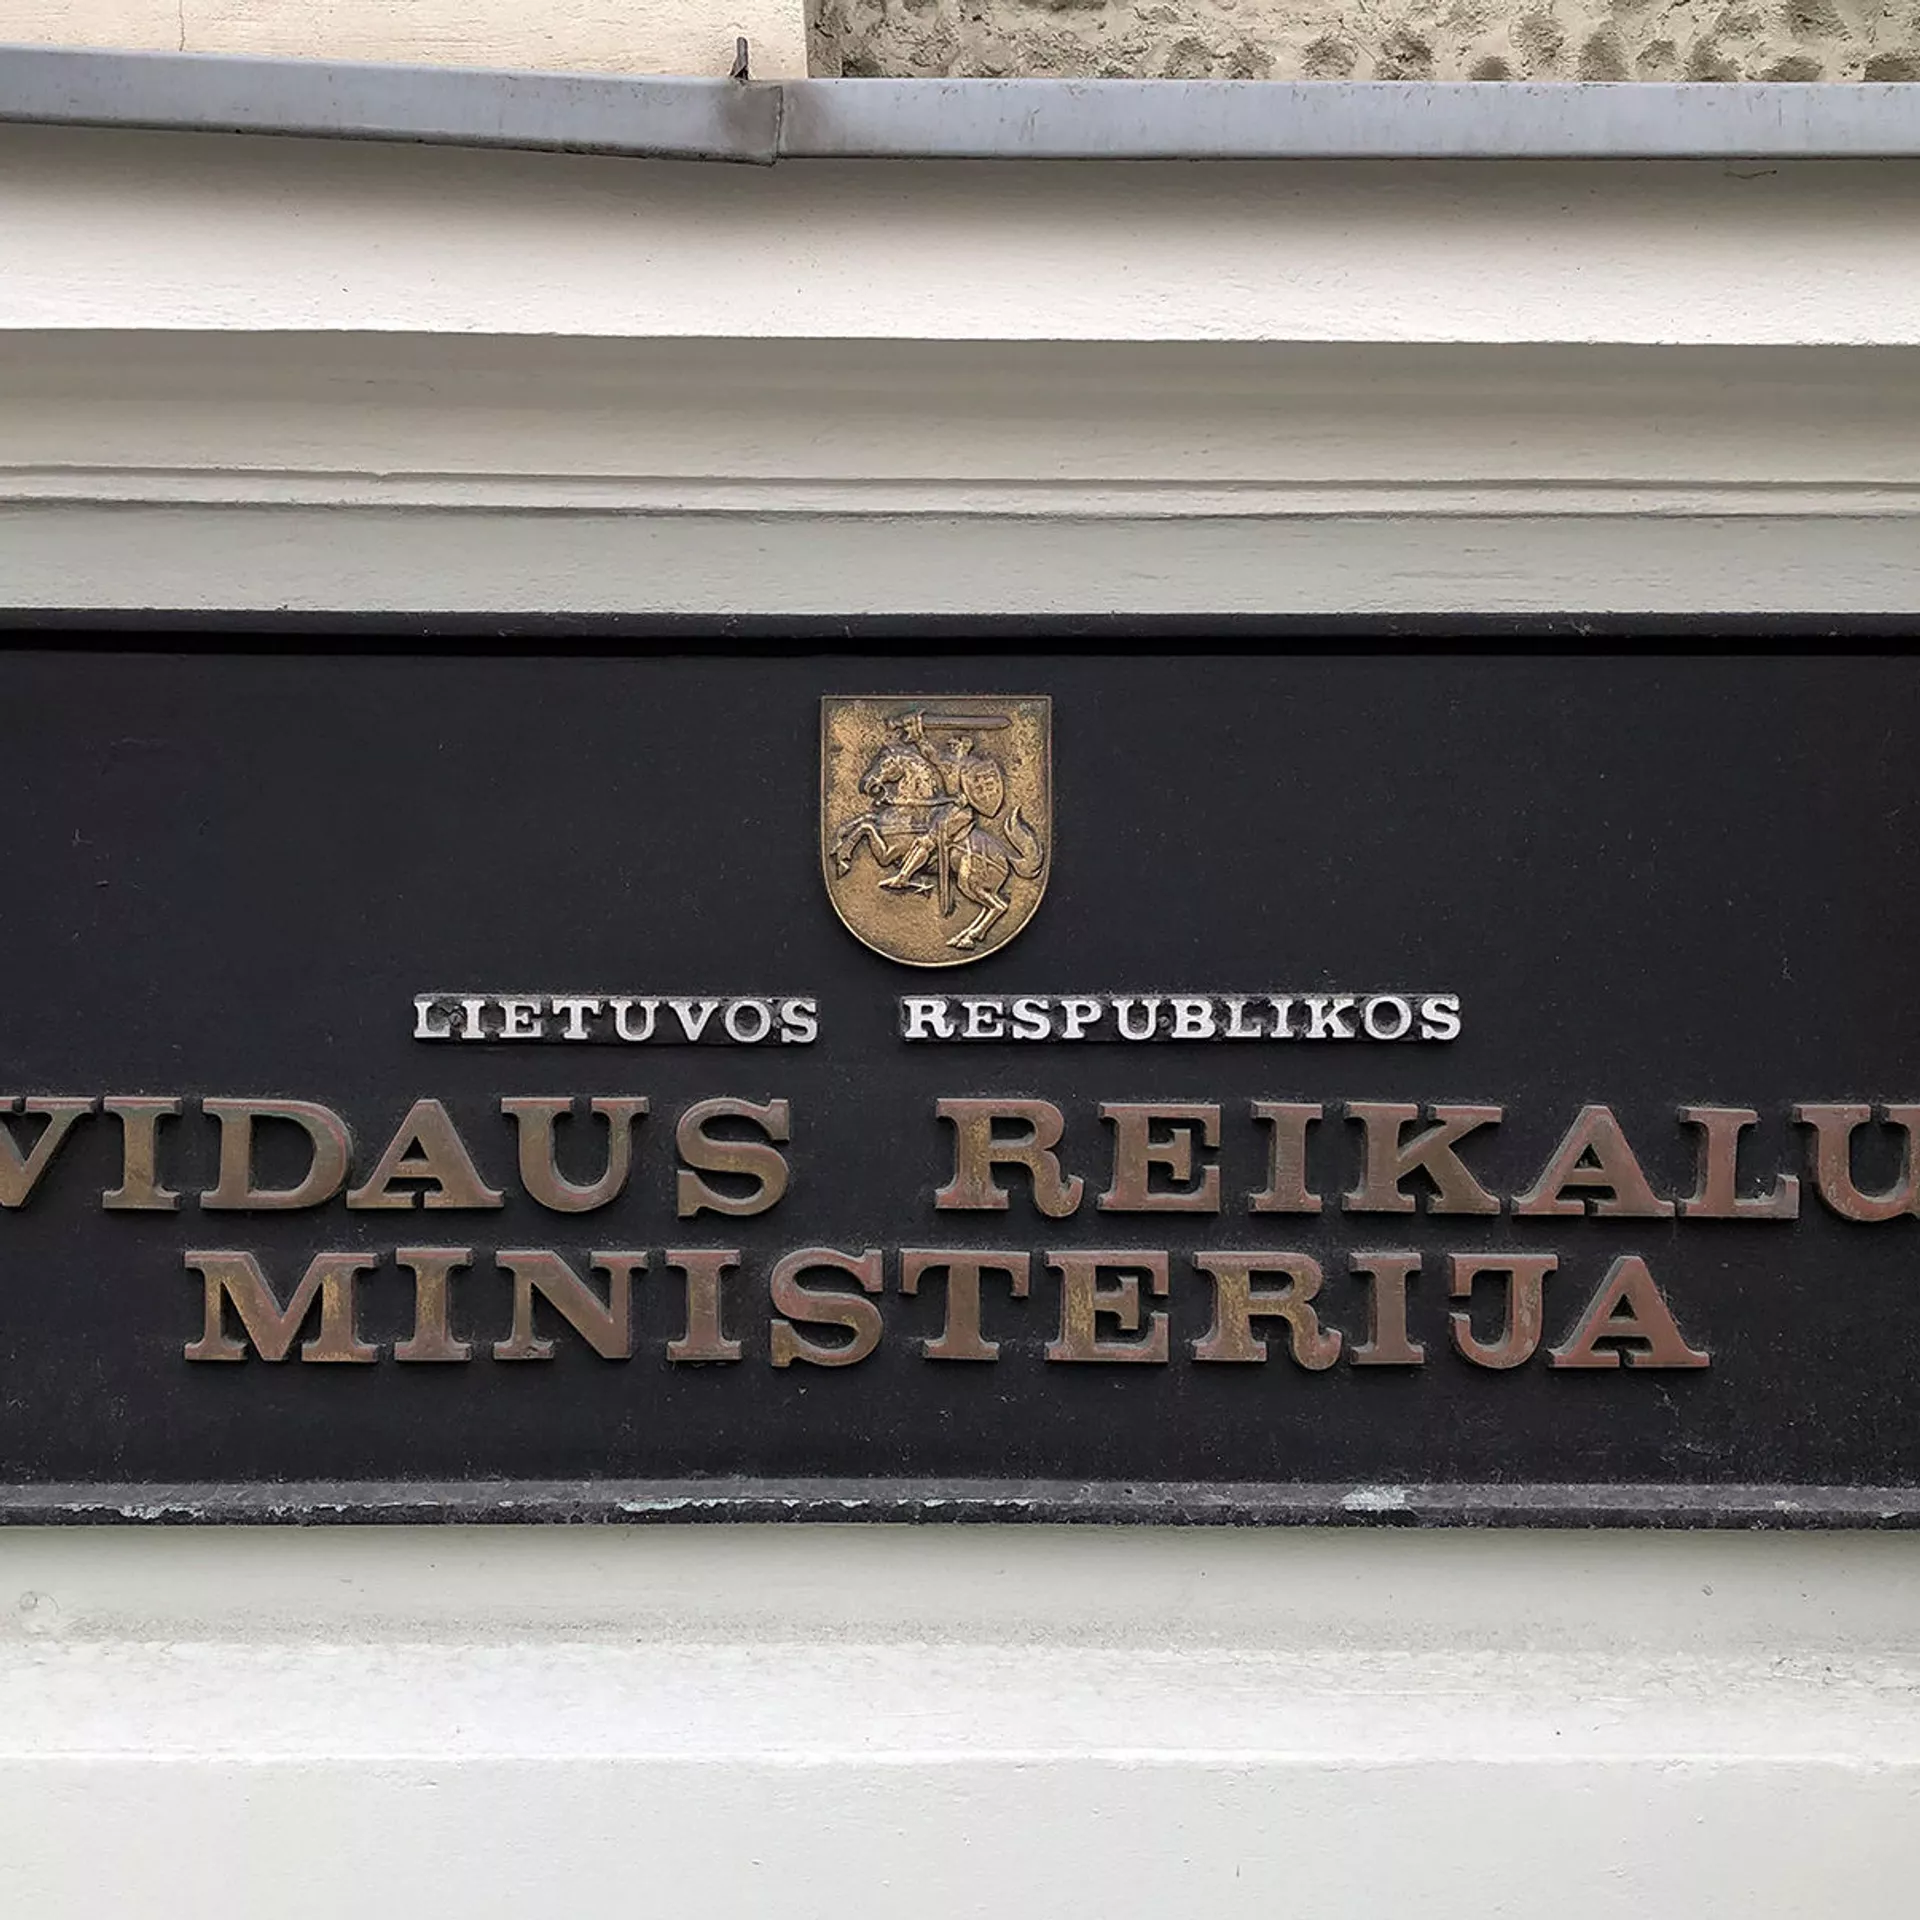 LIETUVOS RESPUBLIKOS
VIDAUS REIKALU
MINISTERIJA